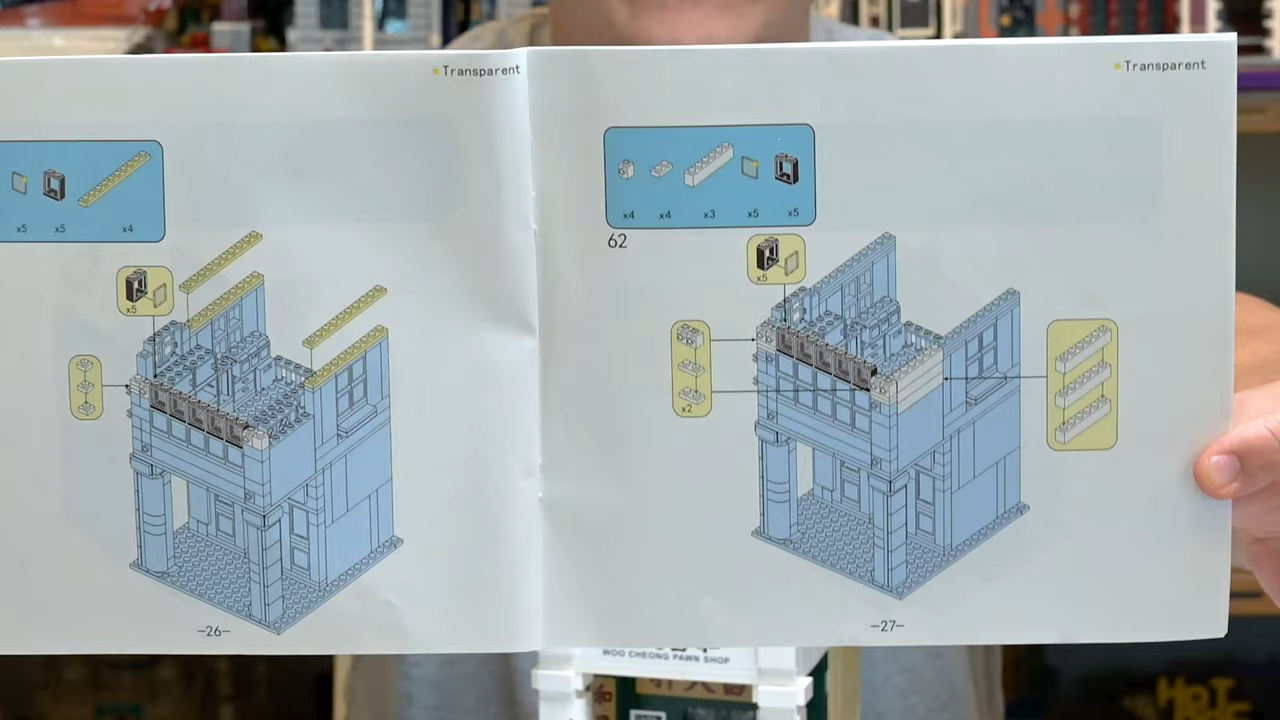 ★Transparent
x5 x5 x4
x5
-26-
★Transparent
x4 x4 x3 x5 x5
62
x5
x2
-27-
WOO CHEONG PAWN SHOP
HOT